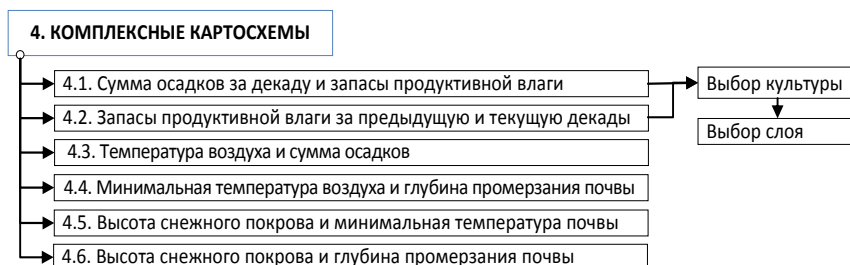 4. КОМПЛЕКСНЫЕ КАРТОСХЕМЫ
4.1. Сумма осадков за декаду и запасы продуктивной влаги
Выбор культуры
4.2. Запасы продуктивной влаги за предыдущую и текущую декады
Выбор слоя
4.3. Температура воздуха и сумма осадков
4.4. Минимальная температура воздуха и глубина промерзания почвы
4.5. Высота снежного покрова и минимальная температура почвы
4.6. Высота снежного покрова и глубина промерзания почвы